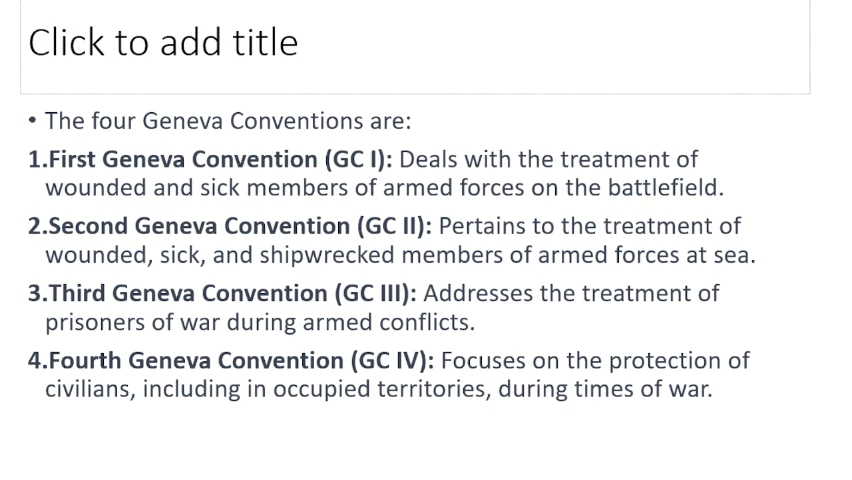 Click to add title
• The four Geneva Conventions are:
1.First Geneva Convention (GC I): Deals with the treatment of
wounded and sick members of armed forces on the battlefield.
2.Second Geneva Convention (GC II): Pertains to the treatment of
wounded, sick, and shipwrecked members of armed forces at sea.
3.Third Geneva Convention (GC III): Addresses the treatment of
prisoners of war during armed conflicts.
4.Fourth Geneva Convention (GC IV): Focuses on the protection of
civilians, including in occupied territories, during times of war.